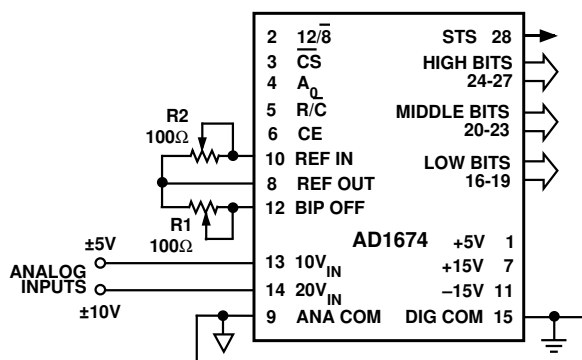 2 12/8̅ STS 28
3 C̅S̅ HIGH BITS
4 A0 24-27
R2 5 R/C̅ MIDDLE BITS
100Ω 6 CE 20-23
10 REF IN LOW BITS
8 REF OUT 16-19
12 BIP OFF
R1
100Ω AD1674 +5V 1
±5V 13 10VIN +15V 7
ANALOG
INPUTS
±10V 14 20VIN –15V 11
9 ANA COM DIG COM 15